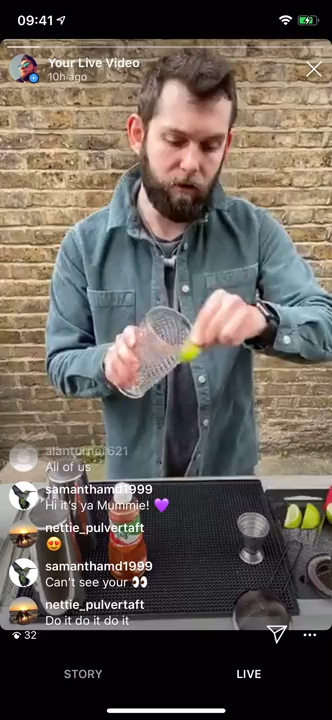 09:41
Your Live Video
10h ago
alanturner621
All of us
samanthamd1999
Hi it's ya Mummie! 💜
nettie_pulvertaft
😍
samanthamd1999
Can't see your 👀
nettie_pulvertaft
Do it do it do it
32
STORY
LIVE